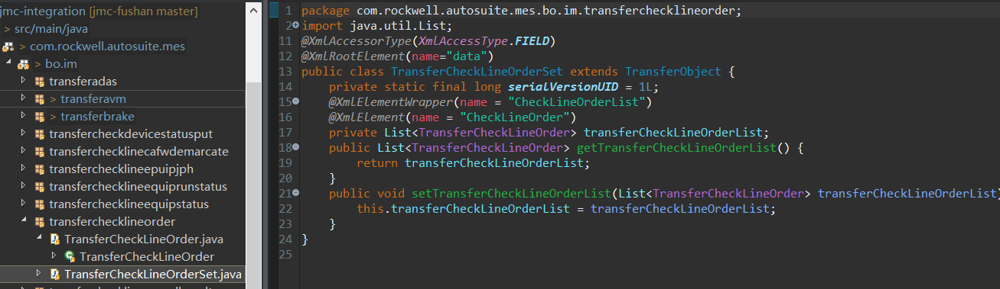 jmc-integration [jmc-fushan master]
> src/main/java
> com.rockwell.autosuite.mes
> bo.im
transferadas
> transferavm
> transferbrake
transfercheckdevicestatusput
transferchecklinecafwdemarcate
transferchecklineepuipjph
transferchecklineequiprunstatus
transferchecklineequipstatus
transferchecklineorder
TransferCheckLineOrder.java
TransferCheckLineOrder
TransferCheckLineOrderSet.java
1 package com.rockwell.autosuite.mes.bo.im.transferchecklineorder;
2 import java.util.List;
11 @XmlAccessorType(XmlAccessType.FIELD)
12 @XmlRootElement(name="data")
13 public class TransferCheckLineOrderSet extends TransferObject {
14 private static final long serialVersionUID = 1L;
15 @XmlElementWrapper(name = "CheckLineOrderList")
16 @XmlElement(name = "CheckLineOrder")
17 private List<TransferCheckLineOrder> transferCheckLineOrderList;
18 public List<TransferCheckLineOrder> getTransferCheckLineOrderList() {
19 return transferCheckLineOrderList;
20 }
21 public void setTransferCheckLineOrderList(List<TransferCheckLineOrder> transferCheckLineOrderList)
22 this.transferCheckLineOrderList = transferCheckLineOrderList;
23 }
24 }
25